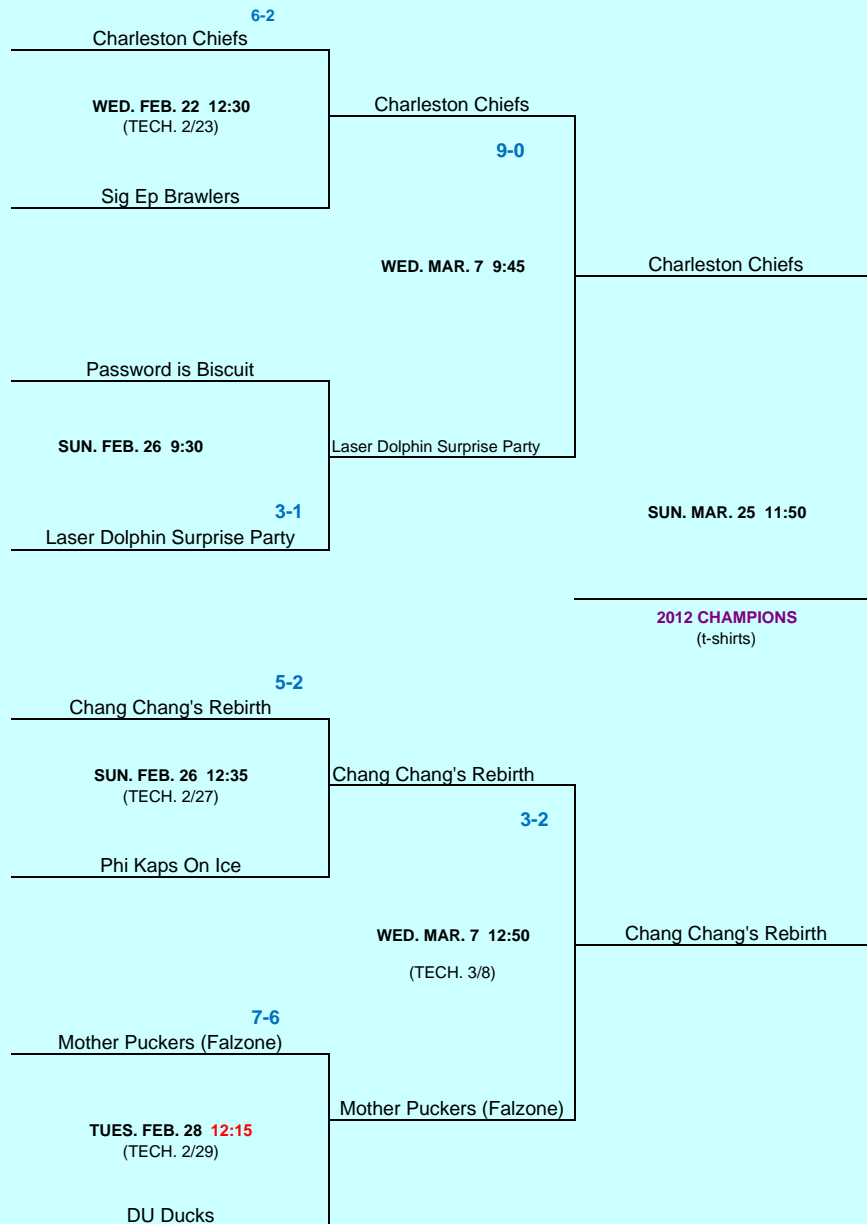 6-2
Charleston Chiefs
WED. FEB. 22  12:30
(TECH. 2/23)
Charleston Chiefs
9-0
Sig Ep Brawlers
WED. MAR. 7  9:45
Charleston Chiefs
Password is Biscuit
SUN. FEB. 26  9:30
Laser Dolphin Surprise Party
3-1
Laser Dolphin Surprise Party
SUN. MAR. 25  11:50
2012 CHAMPIONS
(t-shirts)
5-2
Chang Chang's Rebirth
SUN. FEB. 26  12:35
(TECH. 2/27)
Chang Chang's Rebirth
3-2
Phi Kaps On Ice
WED. MAR. 7  12:50
(TECH. 3/8)
Chang Chang's Rebirth
7-6
Mother Puckers (Falzone)
Mother Puckers (Falzone)
TUES. FEB. 28  12:15
(TECH. 2/29)
DU Ducks